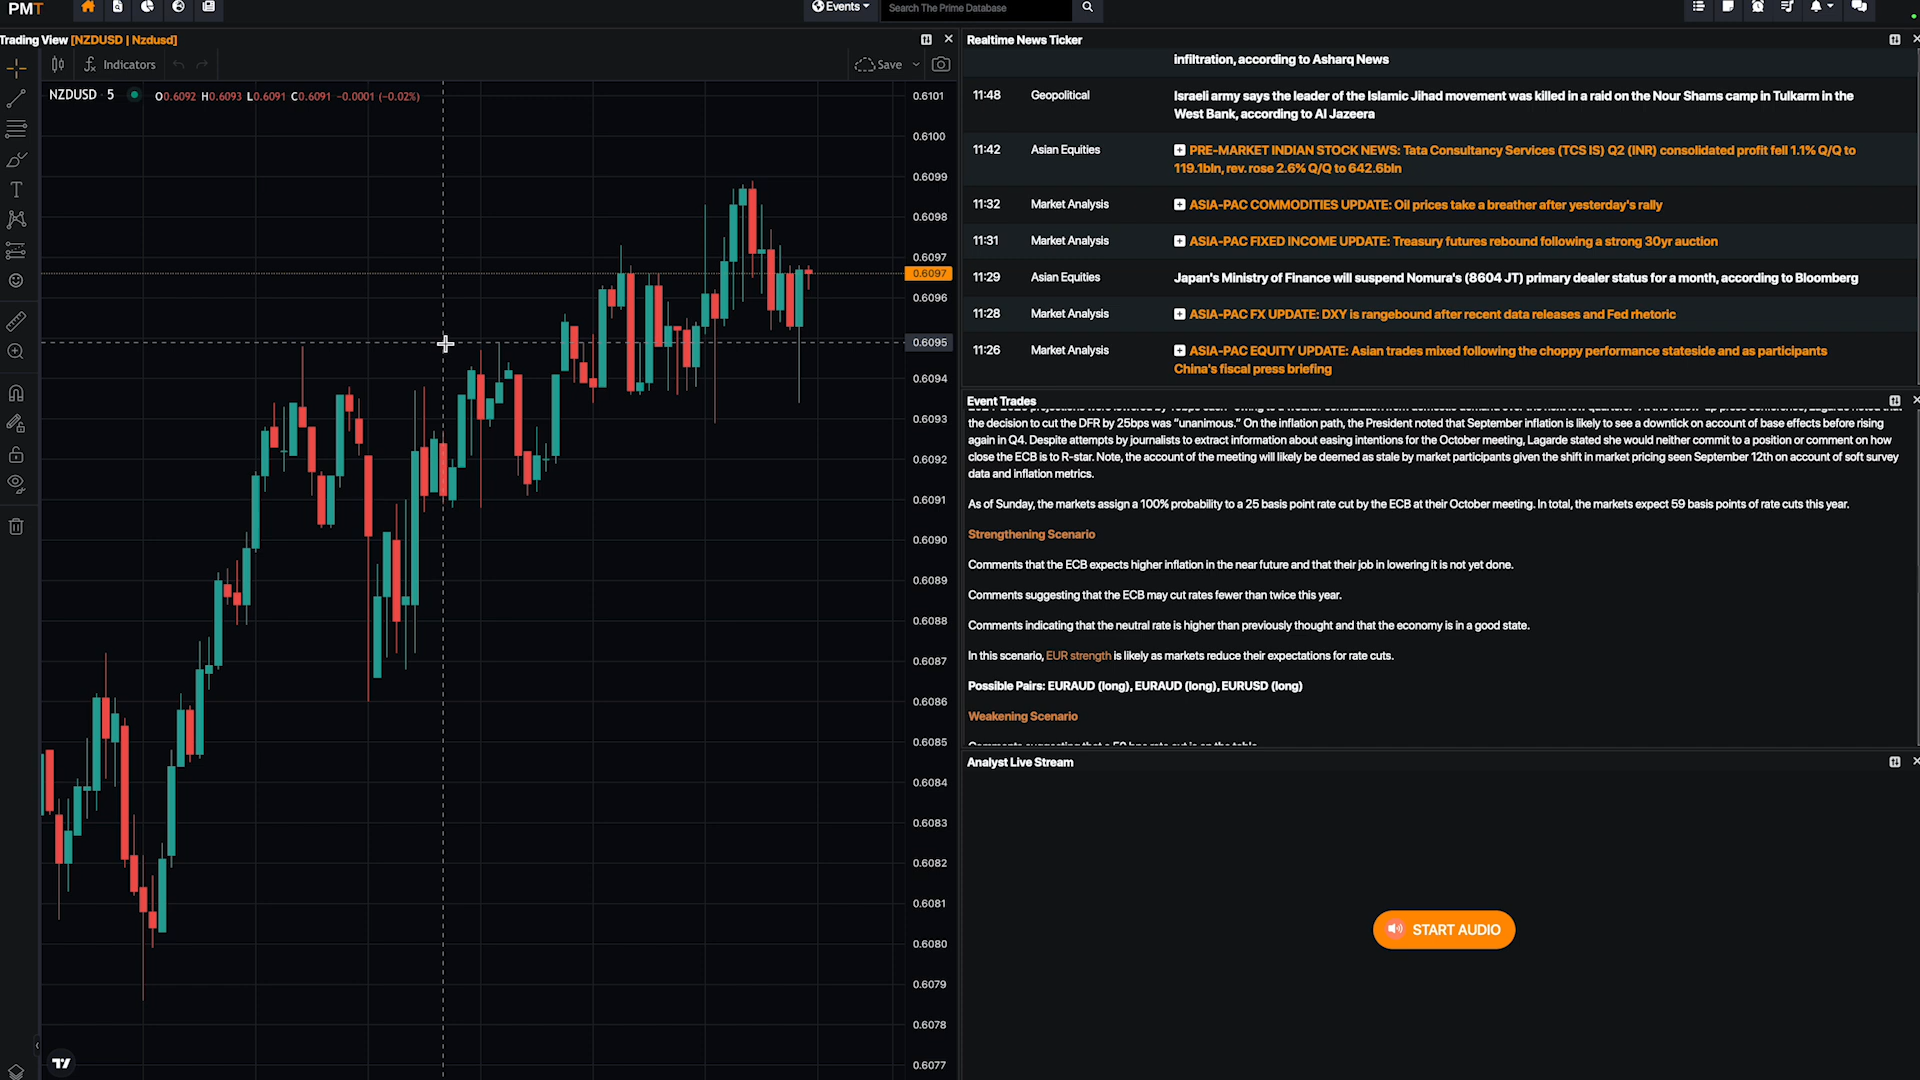 PMT
Events
Search The Prime Database
Trading View [NZDUSD | Nzdusd]
Indicators
Save
NZDUSD · 5
O0.6092 H0.6093 L0.6091 C0.6091 -0.0001 (-0.02%)
0.6101
0.6100
0.6099
0.6098
0.6097
0.6097
0.6096
0.6095
0.6094
0.6093
0.6092
0.6091
0.6090
0.6089
0.6088
0.6087
0.6086
0.6085
0.6084
0.6083
0.6082
0.6081
0.6080
0.6079
0.6078
0.6077
Realtime News Ticker
infiltration, according to Asharq News
11:48 Geopolitical Israeli army says the leader of the Islamic Jihad movement was killed in a raid on the Nour Shams camp in Tulkarm in the
West Bank, according to Al Jazeera
11:42 Asian Equities PRE-MARKET INDIAN STOCK NEWS: Tata Consultancy Services (TCS IS) Q2 (INR) consolidated profit fell 1.1% Q/Q to
119.1bln, rev. rose 2.6% Q/Q to 642.6bln
11:32 Market Analysis ASIA-PAC COMMODITIES UPDATE: Oil prices take a breather after yesterday's rally
11:31 Market Analysis ASIA-PAC FIXED INCOME UPDATE: Treasury futures rebound following a strong 30yr auction
11:29 Asian Equities Japan's Ministry of Finance will suspend Nomura's (8604 JT) primary dealer status for a month, according to Bloomberg
11:28 Market Analysis ASIA-PAC FX UPDATE: DXY is rangebound after recent data releases and Fed rhetoric
11:26 Market Analysis ASIA-PAC EQUITY UPDATE: Asian trades mixed following the choppy performance stateside and as participants
China's fiscal press briefing
Event Trades
the decision to cut the DFR by 25bps was “unanimous.” On the inflation path, the President noted that September inflation is likely to see a downtick on account of base effects before rising
again in Q4. Despite attempts by journalists to extract information about easing intentions for the October meeting, Lagarde stated she would neither commit to a position or comment on how
close the ECB is to R-star. Note, the account of the meeting will likely be deemed as stale by market participants given the shift in market pricing seen September 12th on account of soft survey
data and inflation metrics.
As of Sunday, the markets assign a 100% probability to a 25 basis point rate cut by the ECB at their October meeting. In total, the markets expect 59 basis points of rate cuts this year.
Strengthening Scenario
Comments that the ECB expects higher inflation in the near future and that their job in lowering it is not yet done.
Comments suggesting that the ECB may cut rates fewer than twice this year.
Comments indicating that the neutral rate is higher than previously thought and that the economy is in a good state.
In this scenario, EUR strength is likely as markets reduce their expectations for rate cuts.
Possible Pairs: EURAUD (long), EURAUD (long), EURUSD (long)
Weakening Scenario
Analyst Live Stream
START AUDIO